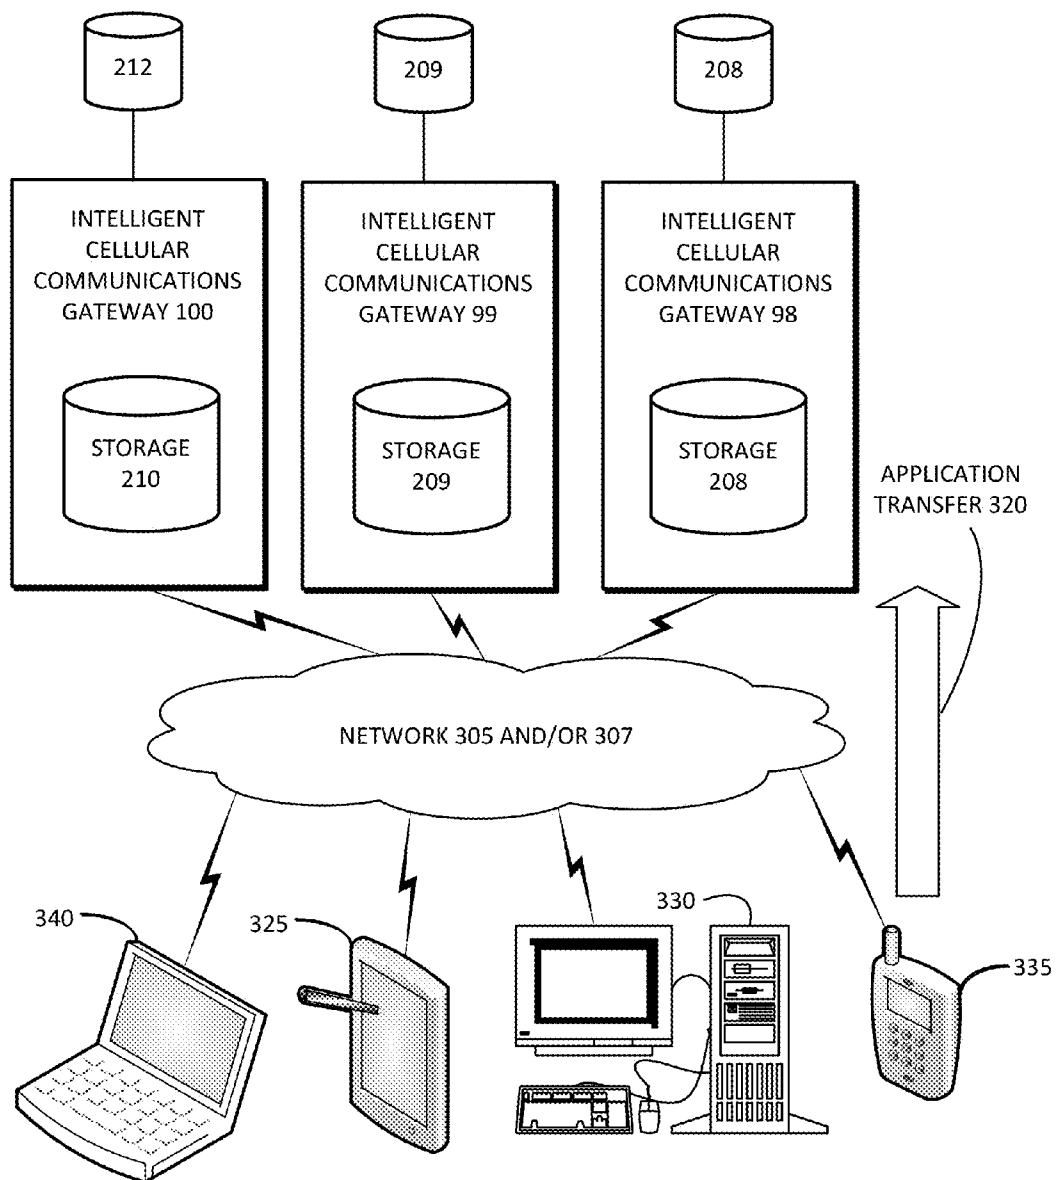 212
209
208
INTELLIGENT
CELLULAR
COMMUNICATIONS
GATEWAY 100
STORAGE
210
INTELLIGENT
CELLULAR
COMMUNICATIONS
GATEWAY 99
STORAGE
209
INTELLIGENT
CELLULAR
COMMUNICATIONS
GATEWAY 98
STORAGE
208
APPLICATION
TRANSFER 320
NETWORK 305 AND/OR 307
340
325
330
335